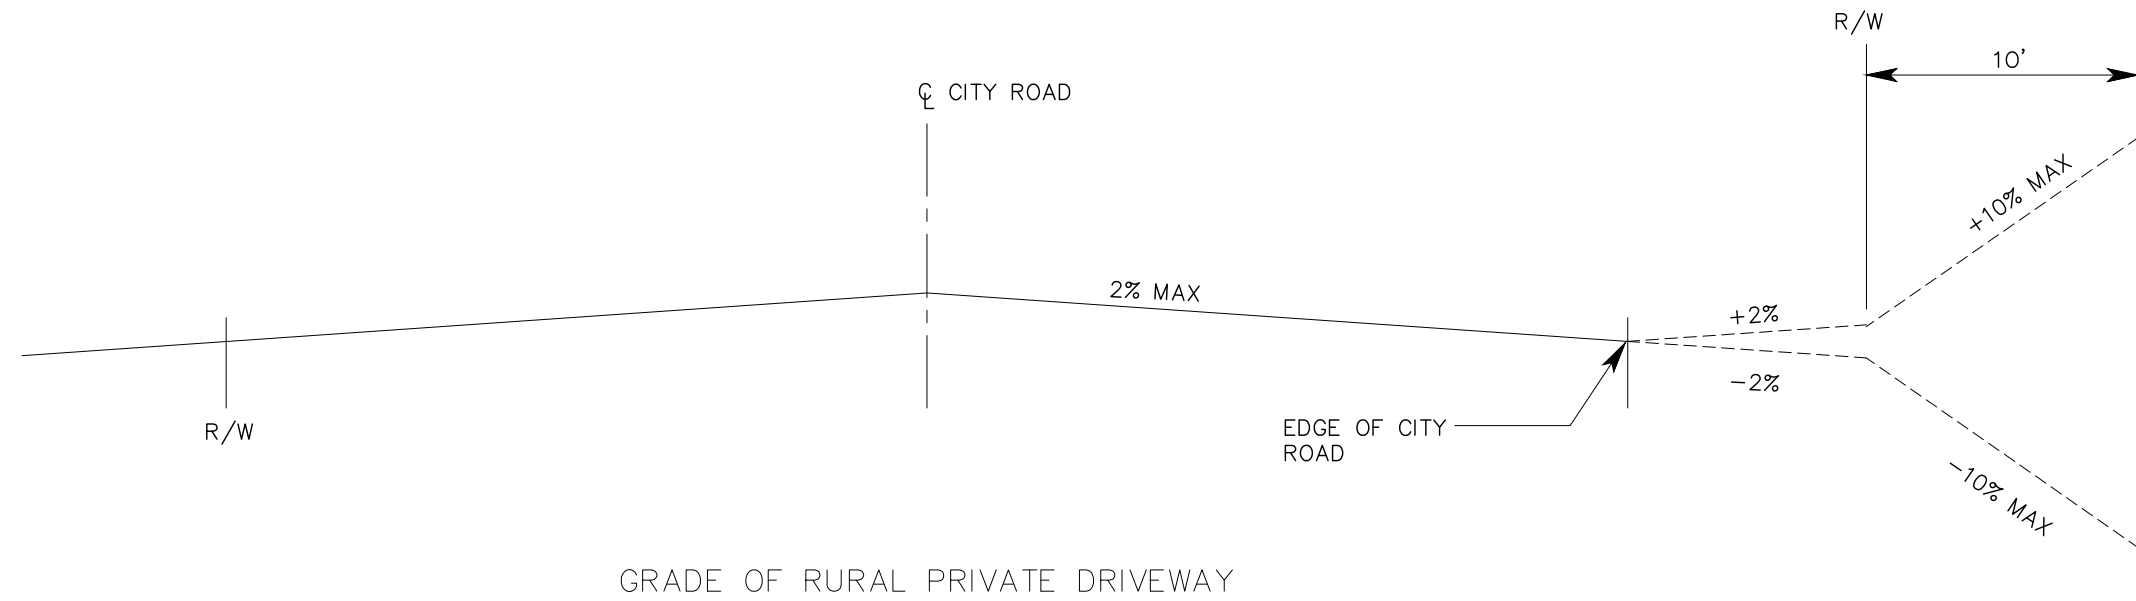 R/W
10'
℄ CITY ROAD
+10% MAX
2% MAX
+2%
-2%
EDGE OF CITY
ROAD
R/W
-10% MAX
GRADE OF RURAL PRIVATE DRIVEWAY